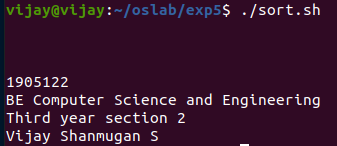 vijay@vijay:~/oslab/exp5$ ./sort.sh
1905122
BE Computer Science and Engineering
Third year section 2
Vijay Shanmugan S